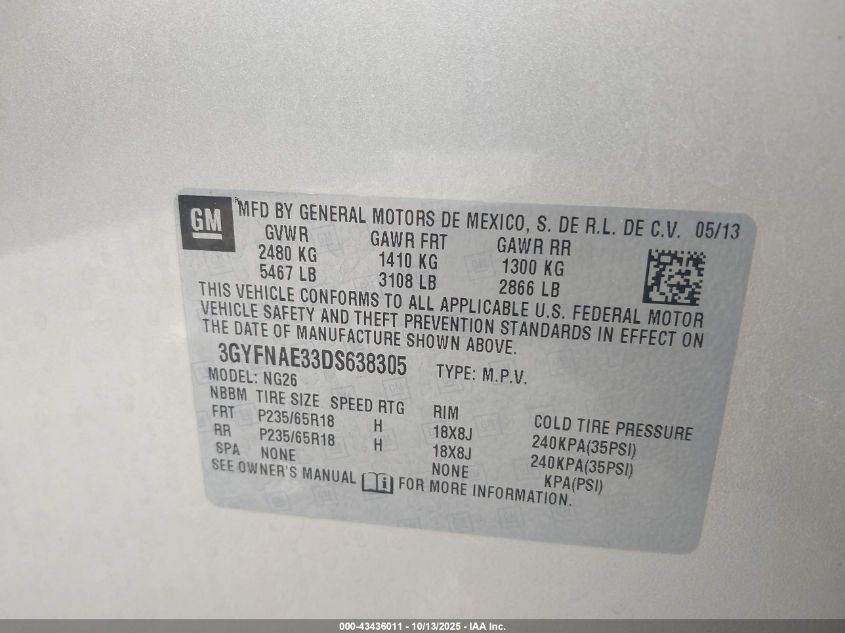 GM
MFD BY GENERAL MOTORS DE MEXICO, S. DE R.L. DE C.V. 05/13
GVWR GAWR FRT GAWR RR
2480 KG 1410 KG 1300 KG
5467 LB 3108 LB 2866 LB
THIS VEHICLE CONFORMS TO ALL APPLICABLE U.S. FEDERAL MOTOR
VEHICLE SAFETY AND THEFT PREVENTION STANDARDS IN EFFECT ON
THE DATE OF MANUFACTURE SHOWN ABOVE.
3GYFNAE33DS638305 TYPE: M.P.V.
MODEL: NG26
NBBM TIRE SIZE SPEED RTG RIM COLD TIRE PRESSURE
FRT P235/65R18 H 18X8J 240KPA(35PSI)
RR P235/65R18 H 18X8J 240KPA(35PSI)
SPA NONE NONE KPA(PSI)
SEE OWNER'S MANUAL FOR MORE INFORMATION.
000-43436011 - 10/13/2025 - IAA Inc.